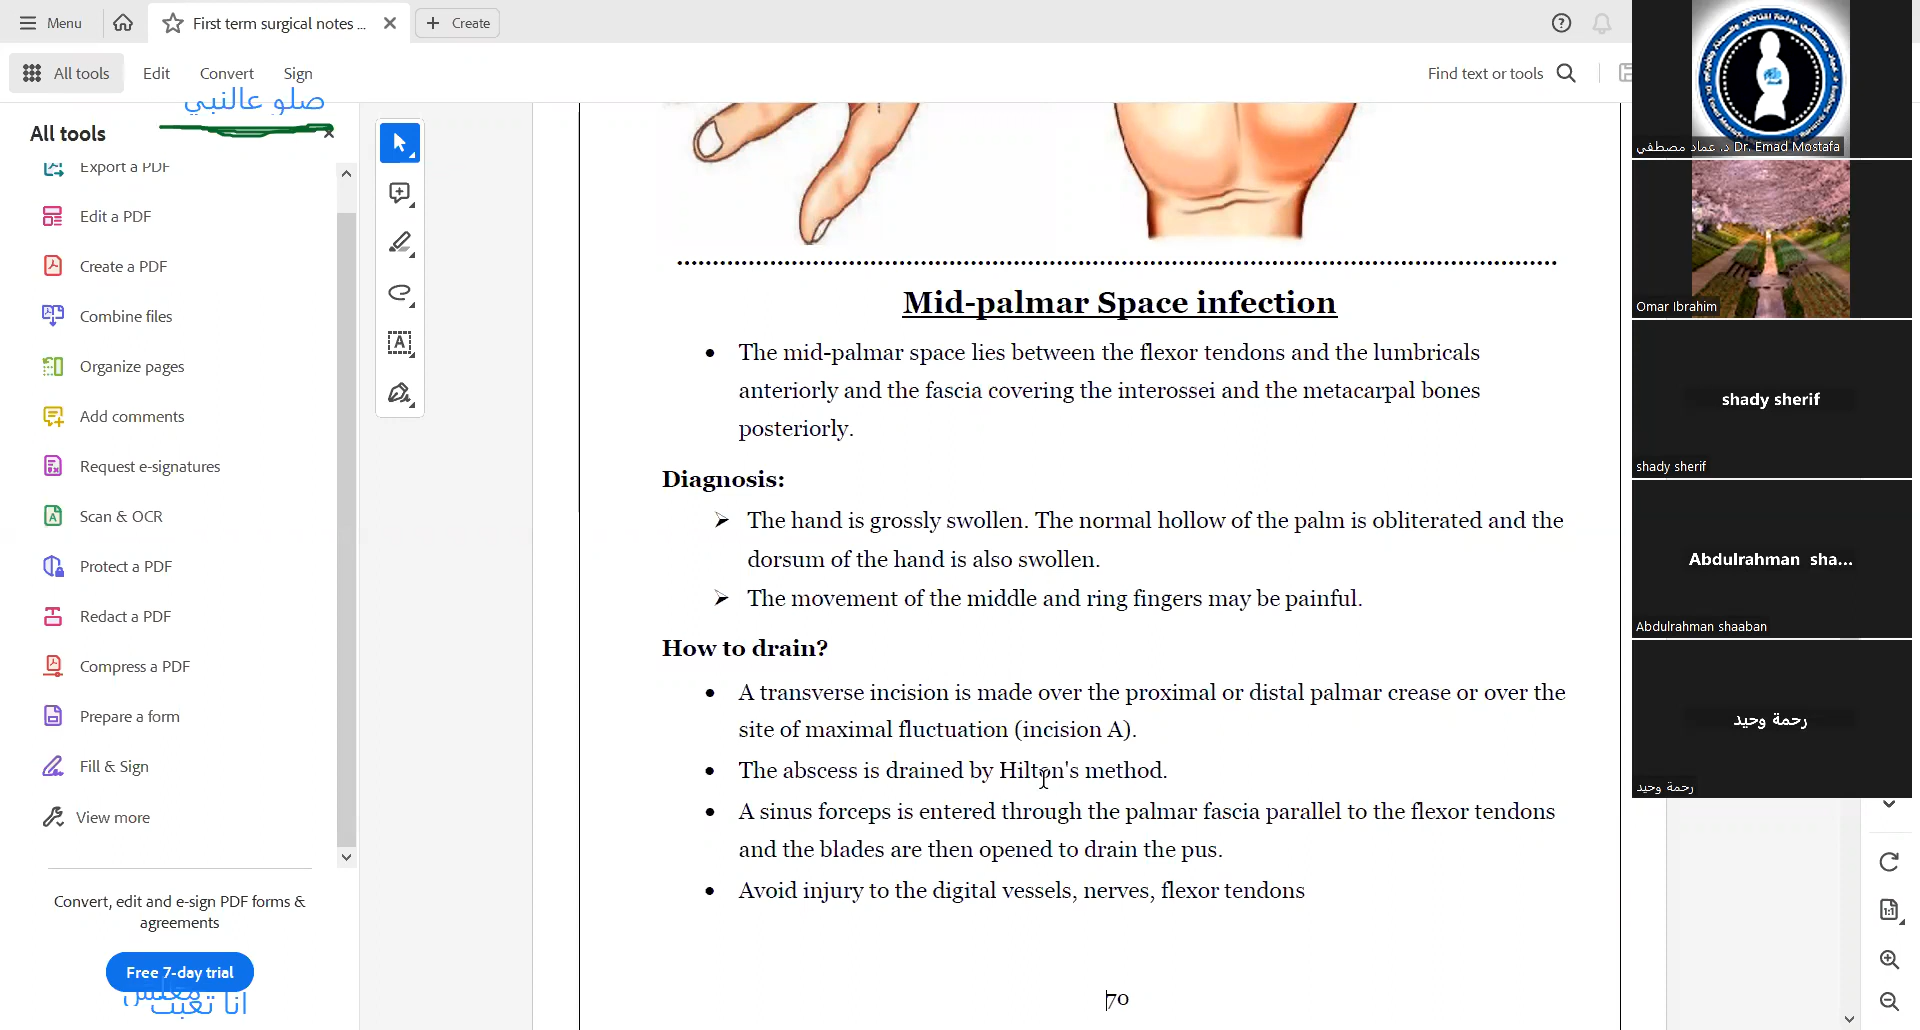 Menu
First term surgical notes ...
Create
All tools
Edit
Convert
Sign
Find text or tools
صلو عالنبي
All tools
Export a PDF
Edit a PDF
Create a PDF
Combine files
Organize pages
Add comments
Request e-signatures
Scan & OCR
Protect a PDF
Redact a PDF
Compress a PDF
Prepare a form
Fill & Sign
View more
Convert, edit and e-sign PDF forms &
agreements
Free 7-day trial
معلش
انا تعبت
Mid-palmar Space infection
• The mid-palmar space lies between the flexor tendons and the lumbricals
anteriorly and the fascia covering the interossei and the metacarpal bones
posteriorly.
Diagnosis:
➢ The hand is grossly swollen. The normal hollow of the palm is obliterated and the
dorsum of the hand is also swollen.
➢ The movement of the middle and ring fingers may be painful.
How to drain?
• A transverse incision is made over the proximal or distal palmar crease or over the
site of maximal fluctuation (incision A).
• The abscess is drained by Hilton's method.
• A sinus forceps is entered through the palmar fascia parallel to the flexor tendons
and the blades are then opened to drain the pus.
• Avoid injury to the digital vessels, nerves, flexor tendons
70
Dr. Emad Mostafa د. عماد مصطفي
Omar Ibrahim
shady sherif
shady sherif
Abdulrahman sha...
Abdulrahman shaaban
رحمة وحيد
رحمة وحيد
1:1